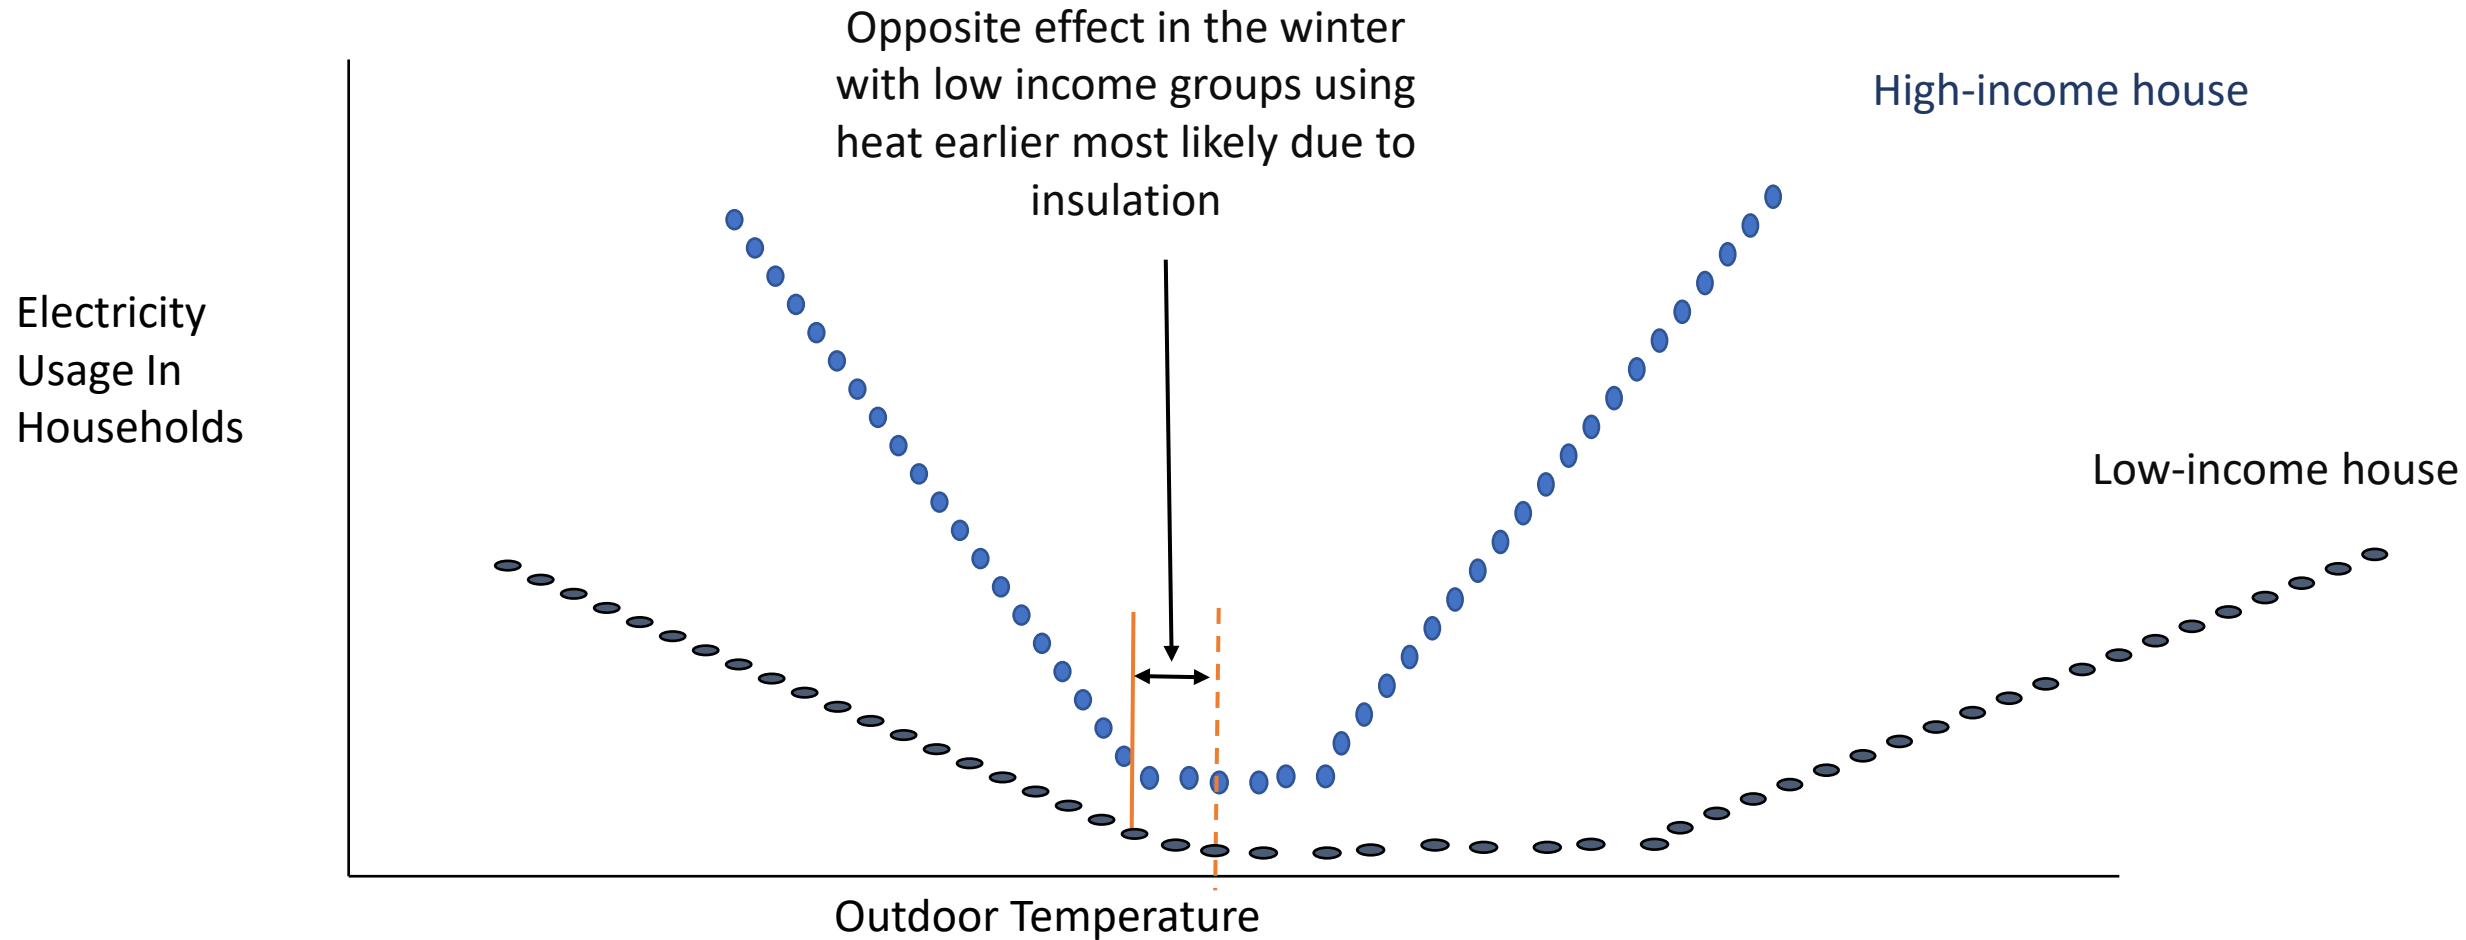 Opposite effect in the winter
with low income groups using
heat earlier most likely due to
insulation
High-income house
Electricity
Usage In
Households
Low-income house
Outdoor Temperature